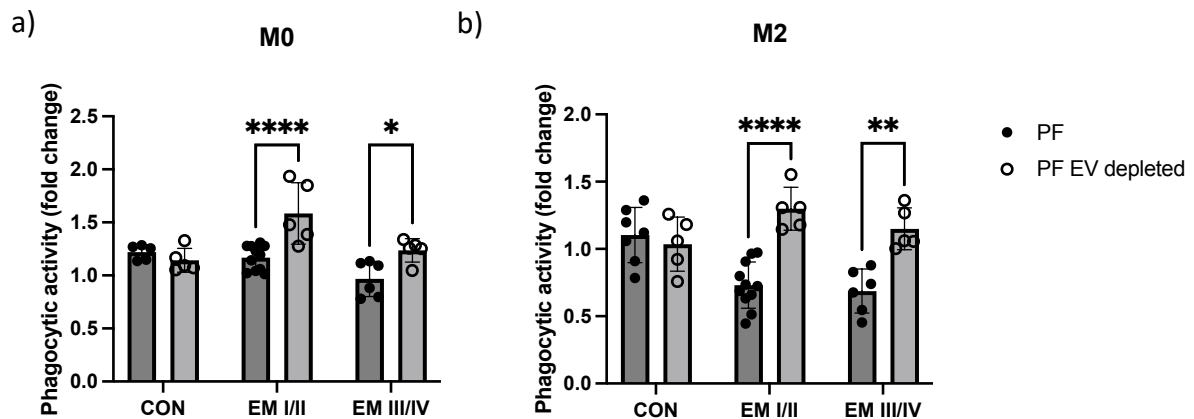 a)
M0
Phagocytic activity (fold change)
2.5
2.0
1.5
1.0
0.5
0.0
**** *
CON EM I/II EM III/IV
b)
M2
Phagocytic activity (fold change)
2.0
1.5
1.0
0.5
0.0
**** **
CON EM I/II EM III/IV
PF
PF EV depleted